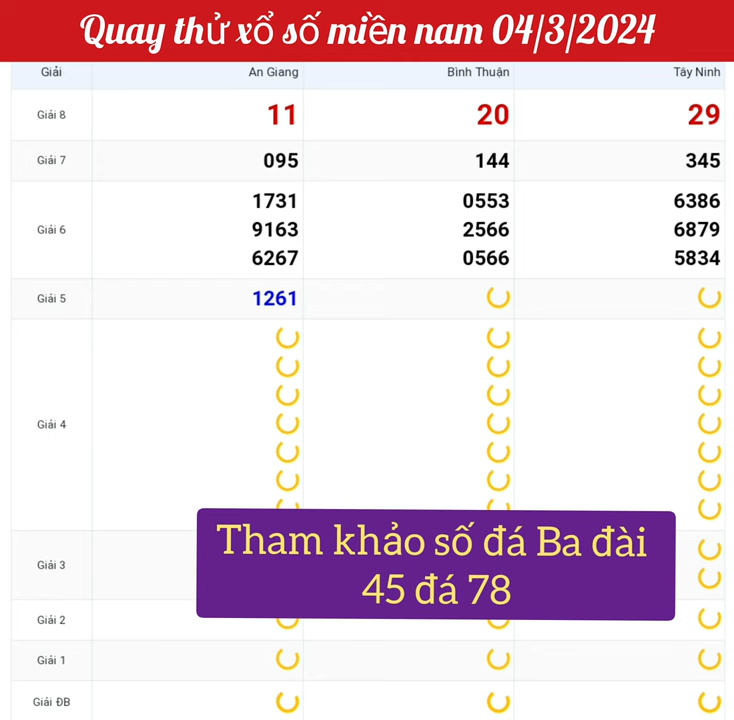 Quay thử xổ số miền nam 04/3/2024
Giải An Giang Bình Thuận Tây Ninh
Giải 8 11 20 29
Giải 7 095 144 345
1731 0553 6386
Giải 6 9163 2566 6879
6267 0566 5834
Giải 5 1261
Giải 4
Tham khảo số đá Ba đài
45 đá 78
Giải 3
Giải 2
Giải 1
Giải ĐB